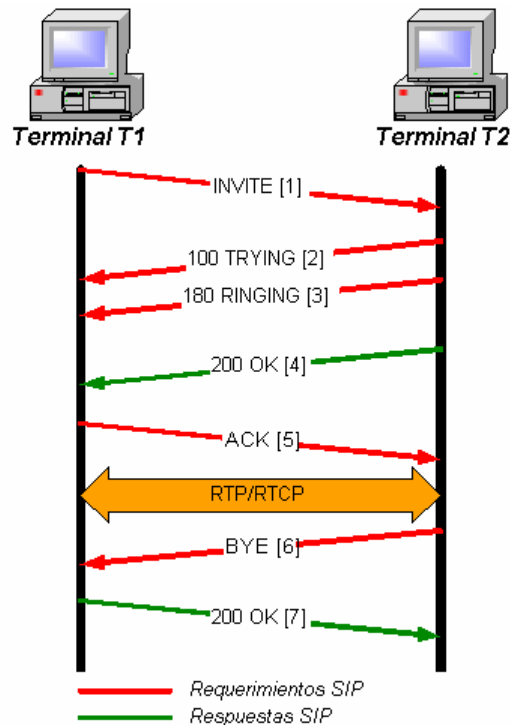 Terminal T1
Terminal T2
INVITE [1]
100 TRYING [2]
180 RINGING [3]
200 OK [4]
ACK [5]
RTP/RTCP
BYE [6]
200 OK [7]
Requerimientos SIP
Respuestas SIP